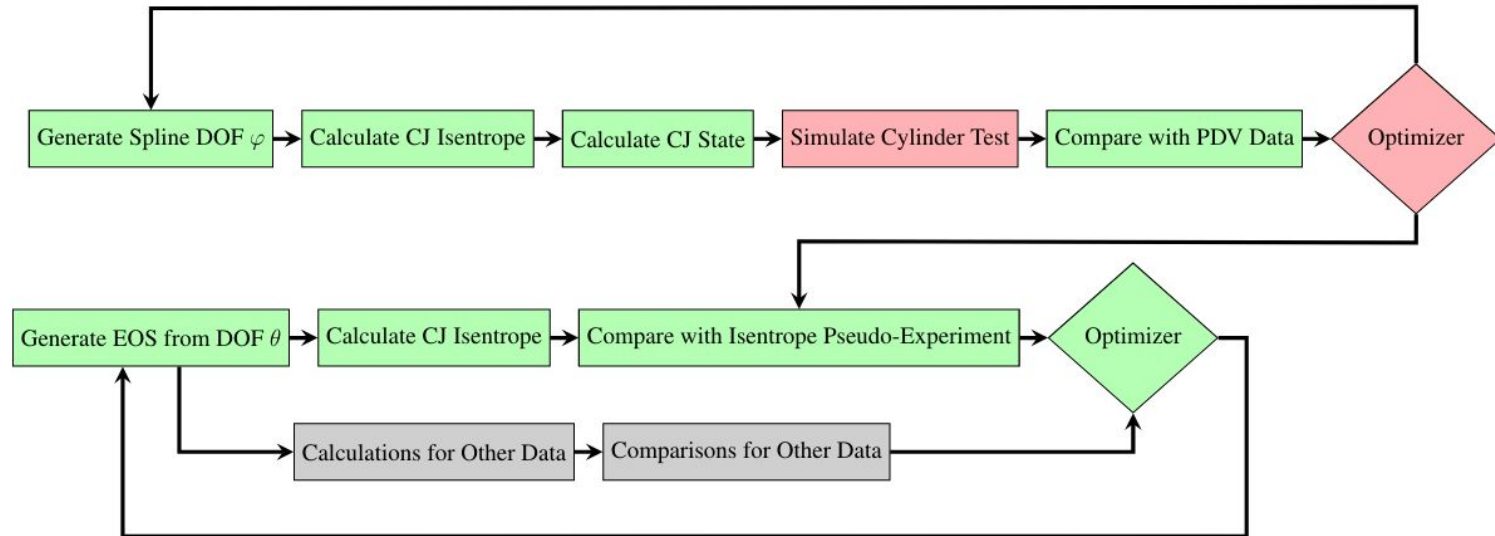 Generate Spline DOF φ
Calculate CJ Isentrope
Calculate CJ State
Simulate Cylinder Test
Compare with PDV Data
Optimizer
Generate EOS from DOF θ
Calculate CJ Isentrope
Compare with Isentrope Pseudo-Experiment
Optimizer
Calculations for Other Data
Comparisons for Other Data